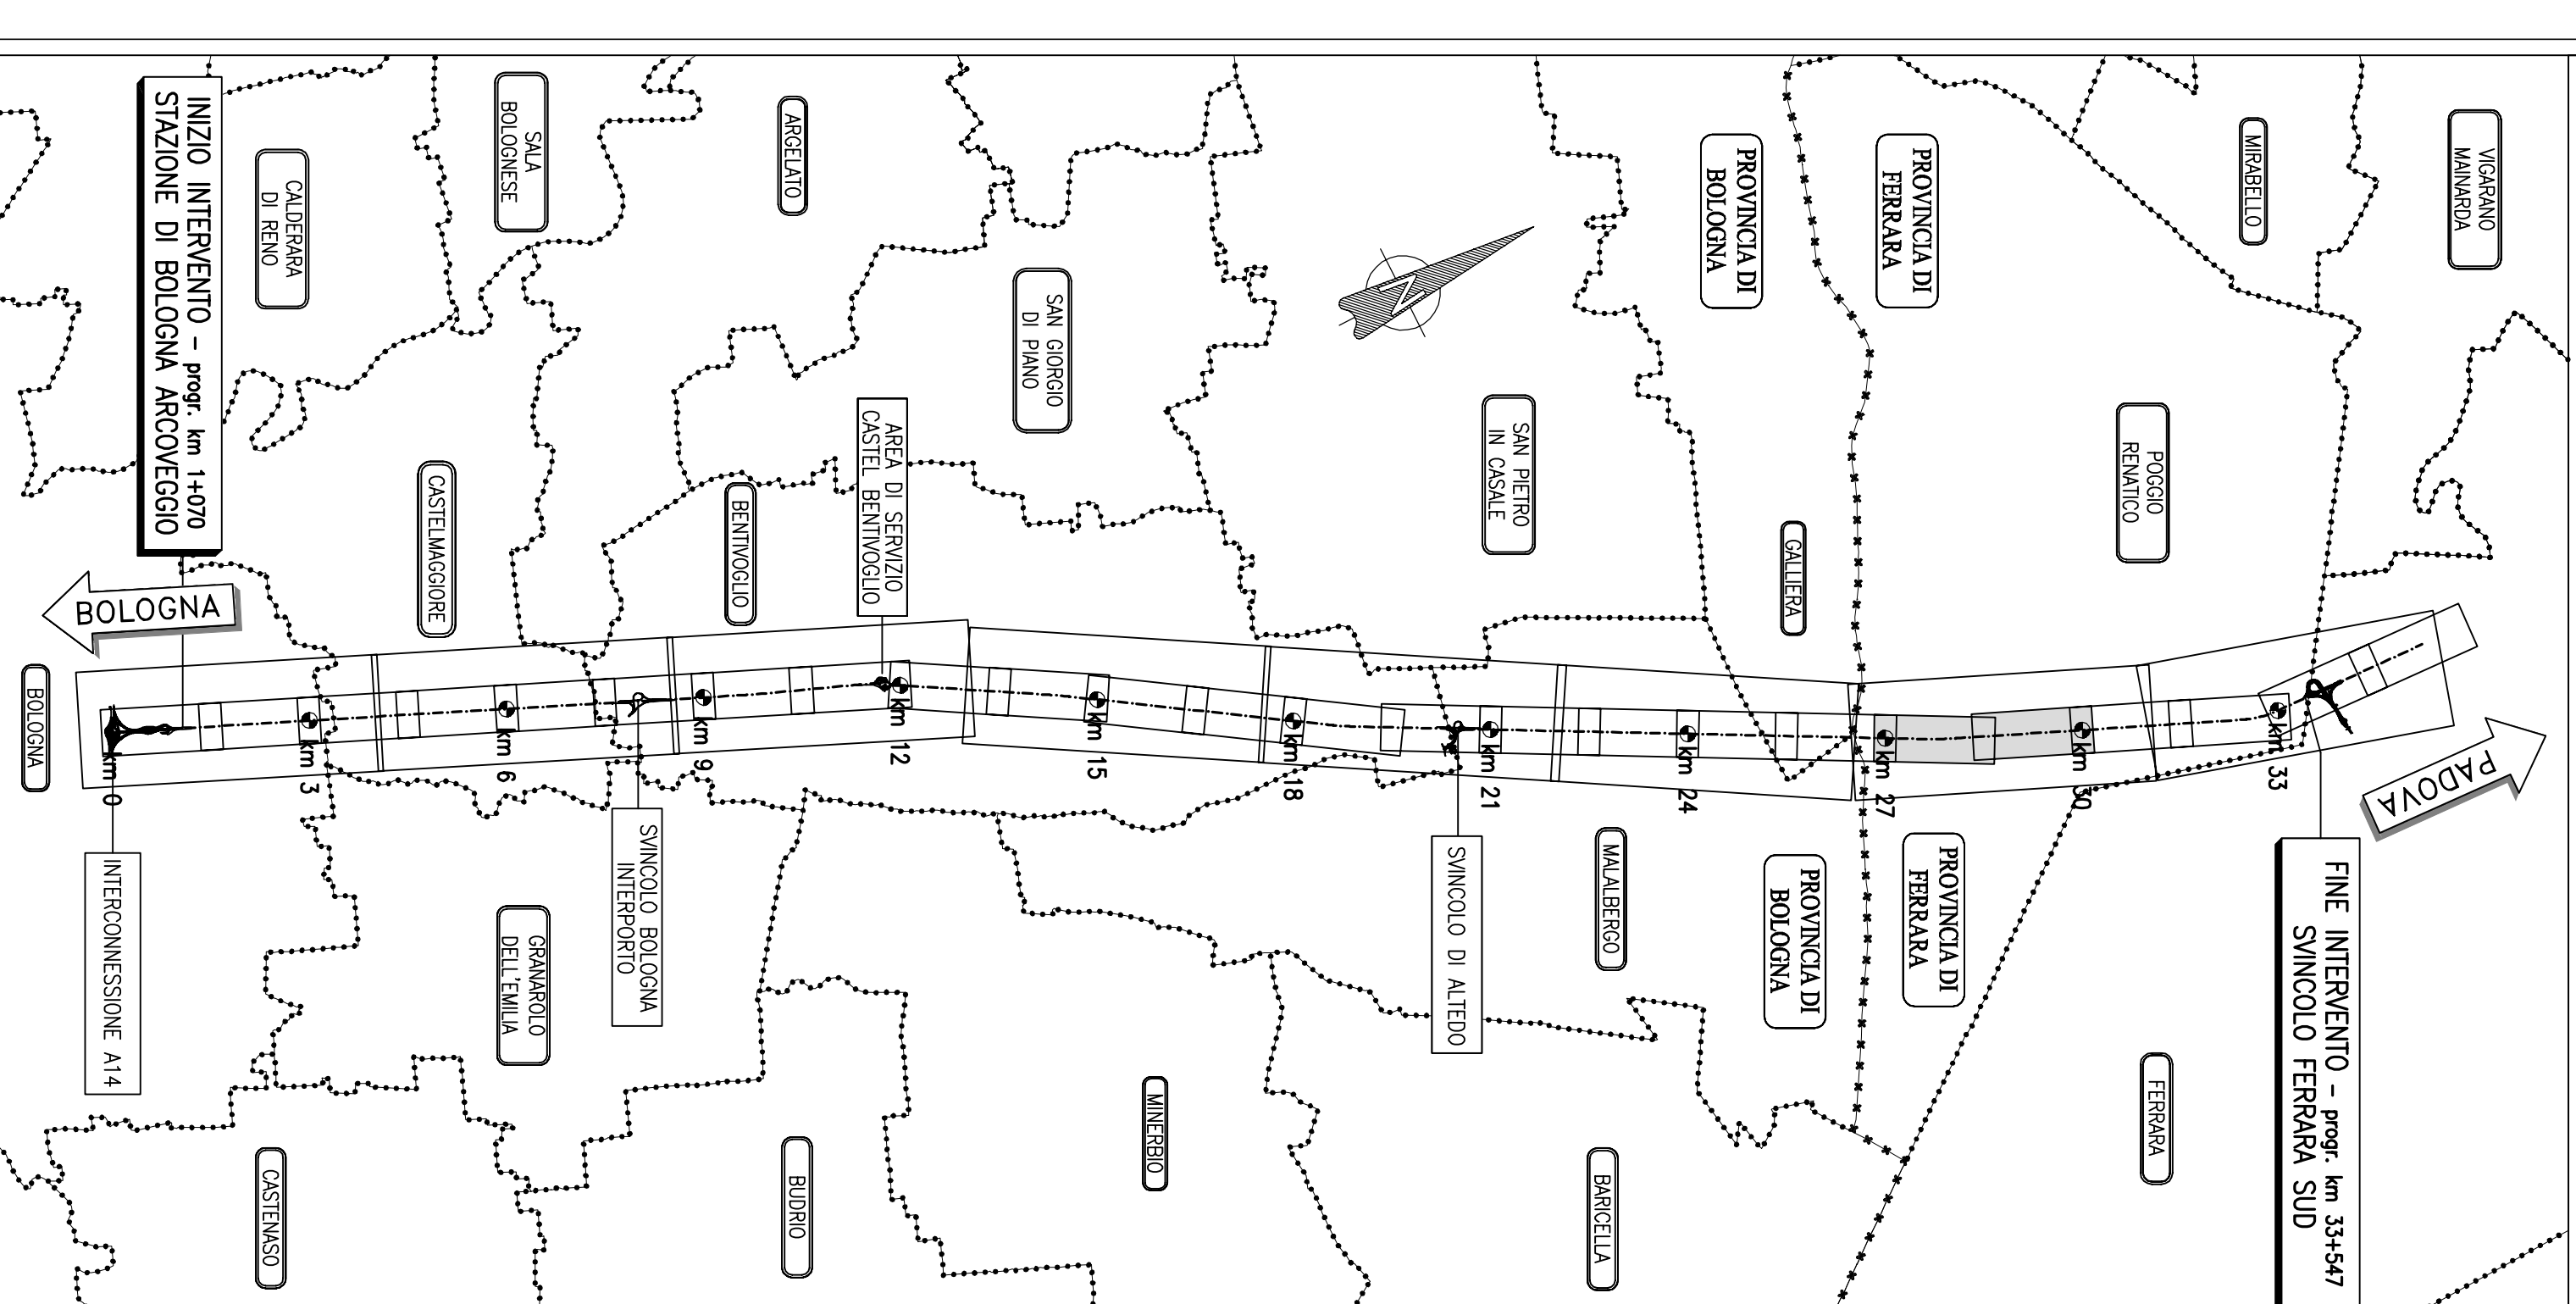 INIZIO INTERVENTO - progr. km 1+070
STAZIONE DI BOLOGNA ARCOVEGGIO
CALDERARA
DI RENO
SALA
BOLOGNESE
ARGELATO
SAN GIORGIO
DI PIANO
N
PROVINCIA DI
BOLOGNA
PROVINCIA DI
FERRARA
MIRABELLO
VIGARANO
MAINARDA
CASTELMAGGIORE
BENTIVOGLIO
AREA DI SERVIZIO
CASTEL BENTIVOGLIO
SAN PIETRO
IN CASALE
GALLIERA
POGGIO
RENATICO
BOLOGNA
BOLOGNA
km 0
km 3
km 6
km 9
km 12
km 15
km 18
km 21
km 24
km 27
km 30
km 33
PADOVA
INTERCONNESSIONE A14
GRANAROLO
DELL'EMILIA
SVINCOLO BOLOGNA
INTERPORTO
SVINCOLO DI ALTEDO
MALALBERGO
PROVINCIA DI
BOLOGNA
PROVINCIA DI
FERRARA
FINE INTERVENTO - progr. km 33+547
SVINCOLO FERRARA SUD
CASTENASO
BUDRIO
MINERBIO
BARICELLA
FERRARA